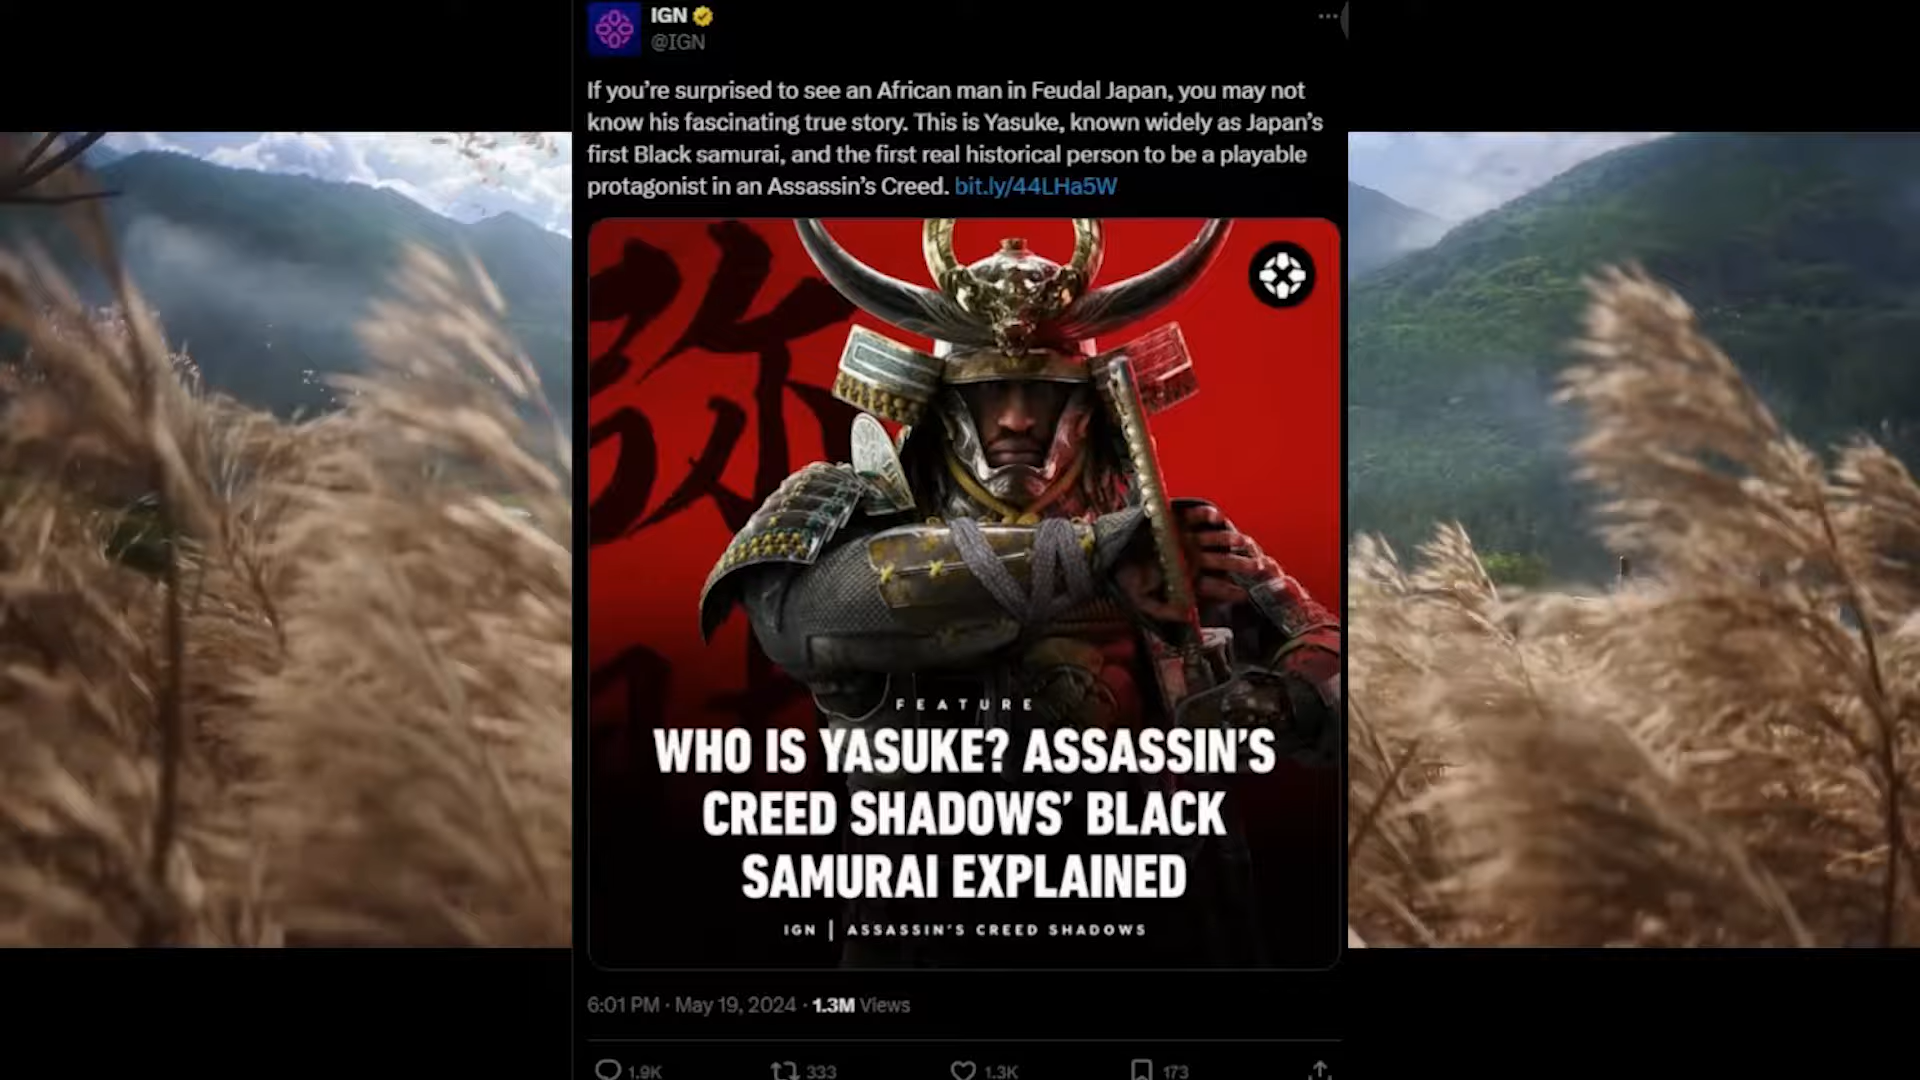 IGN
@IGN
If you're surprised to see an African man in Feudal Japan, you may not
know his fascinating true story. This is Yasuke, known widely as Japan's
first Black samurai, and the first real historical person to be a playable
protagonist in an Assassin's Creed. bit.ly/44LHa5W
弥
FEATURE
WHO IS YASUKE? ASSASSIN'S
CREED SHADOWS' BLACK
SAMURAI EXPLAINED
IGN | ASSASSIN'S CREED SHADOWS
6:01 PM · May 19, 2024 · 1.3M Views
1.9K 333 1.3K 173